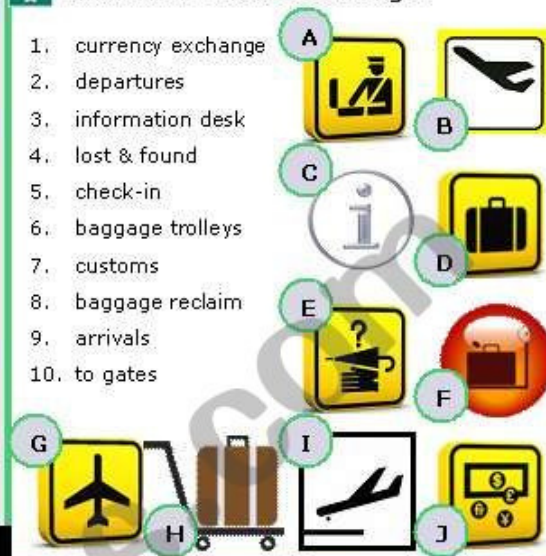 1. currency exchange
2. departures
3. information desk
4. lost & found
5. check-in
6. baggage trolleys
7. customs
8. baggage reclaim
9. arrivals
10. to gates
A
B
C
i
D
E
?
F
G
H
I
J
$
£
¥